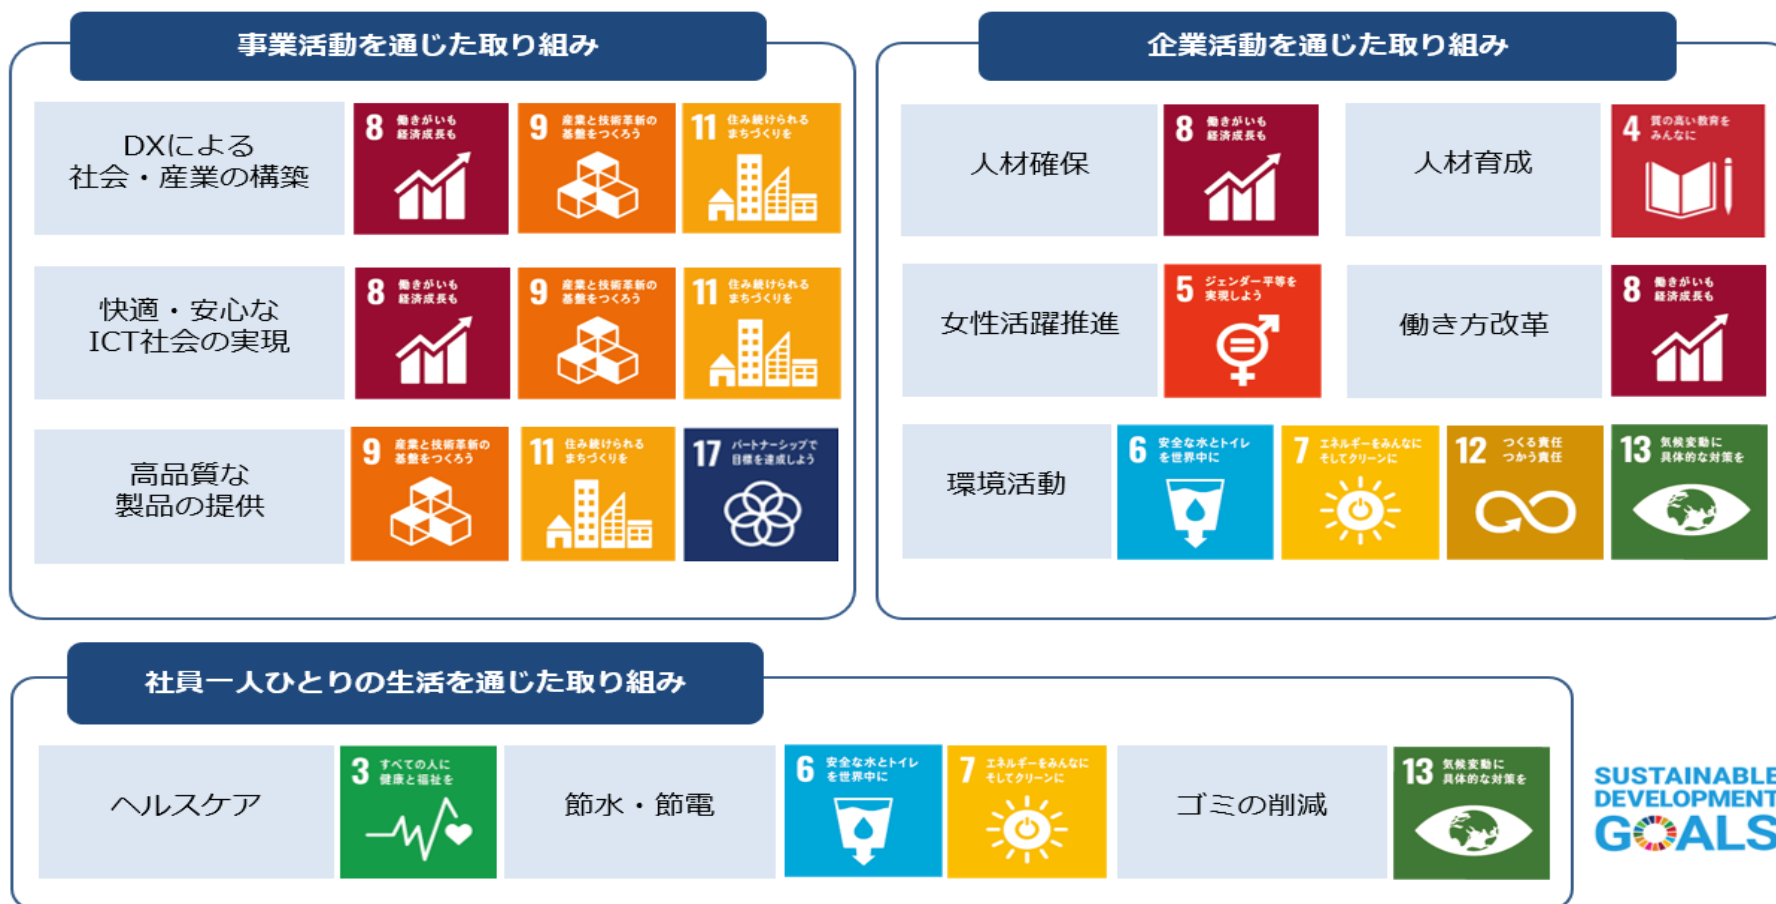 事業活動を通じた取り組み
DXによる
社会・産業の構築
8 働きがいも
経済成長も
9 産業と技術革新の
基盤をつくろう
11 住み続けられる
まちづくりを
快適・安心な
ICT社会の実現
8 働きがいも
経済成長も
9 産業と技術革新の
基盤をつくろう
11 住み続けられる
まちづくりを
高品質な
製品の提供
9 産業と技術革新の
基盤をつくろう
11 住み続けられる
まちづくりを
17 パートナーシップで
目標を達成しよう
企業活動を通じた取り組み
人材確保
8 働きがいも
経済成長も
人材育成
4 質の高い教育を
みんなに
女性活躍推進
5 ジェンダー平等を
実現しよう
働き方改革
8 働きがいも
経済成長も
環境活動
6 安全な水とトイレ
を世界中に
7 エネルギーをみんなに
そしてクリーンに
12 つくる責任
つかう責任
13 気候変動に
具体的な対策を
社員一人ひとりの生活を通じた取り組み
ヘルスケア
3 すべての人に
健康と福祉を
節水・節電
6 安全な水とトイレ
を世界中に
7 エネルギーをみんなに
そしてクリーンに
ゴミの削減
13 気候変動に
具体的な対策を
SUSTAINABLE
DEVELOPMENT
GOALS